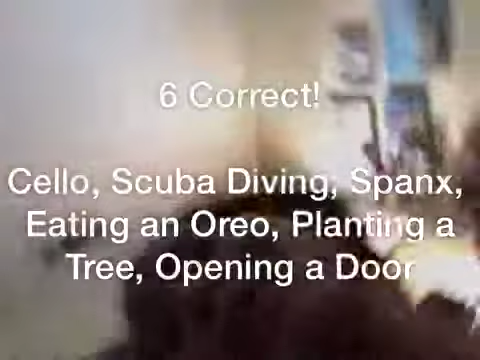 6 Correct!
Cello, Scuba Diving, Spanx,
Eating an Oreo, Planting a
Tree, Opening a Door